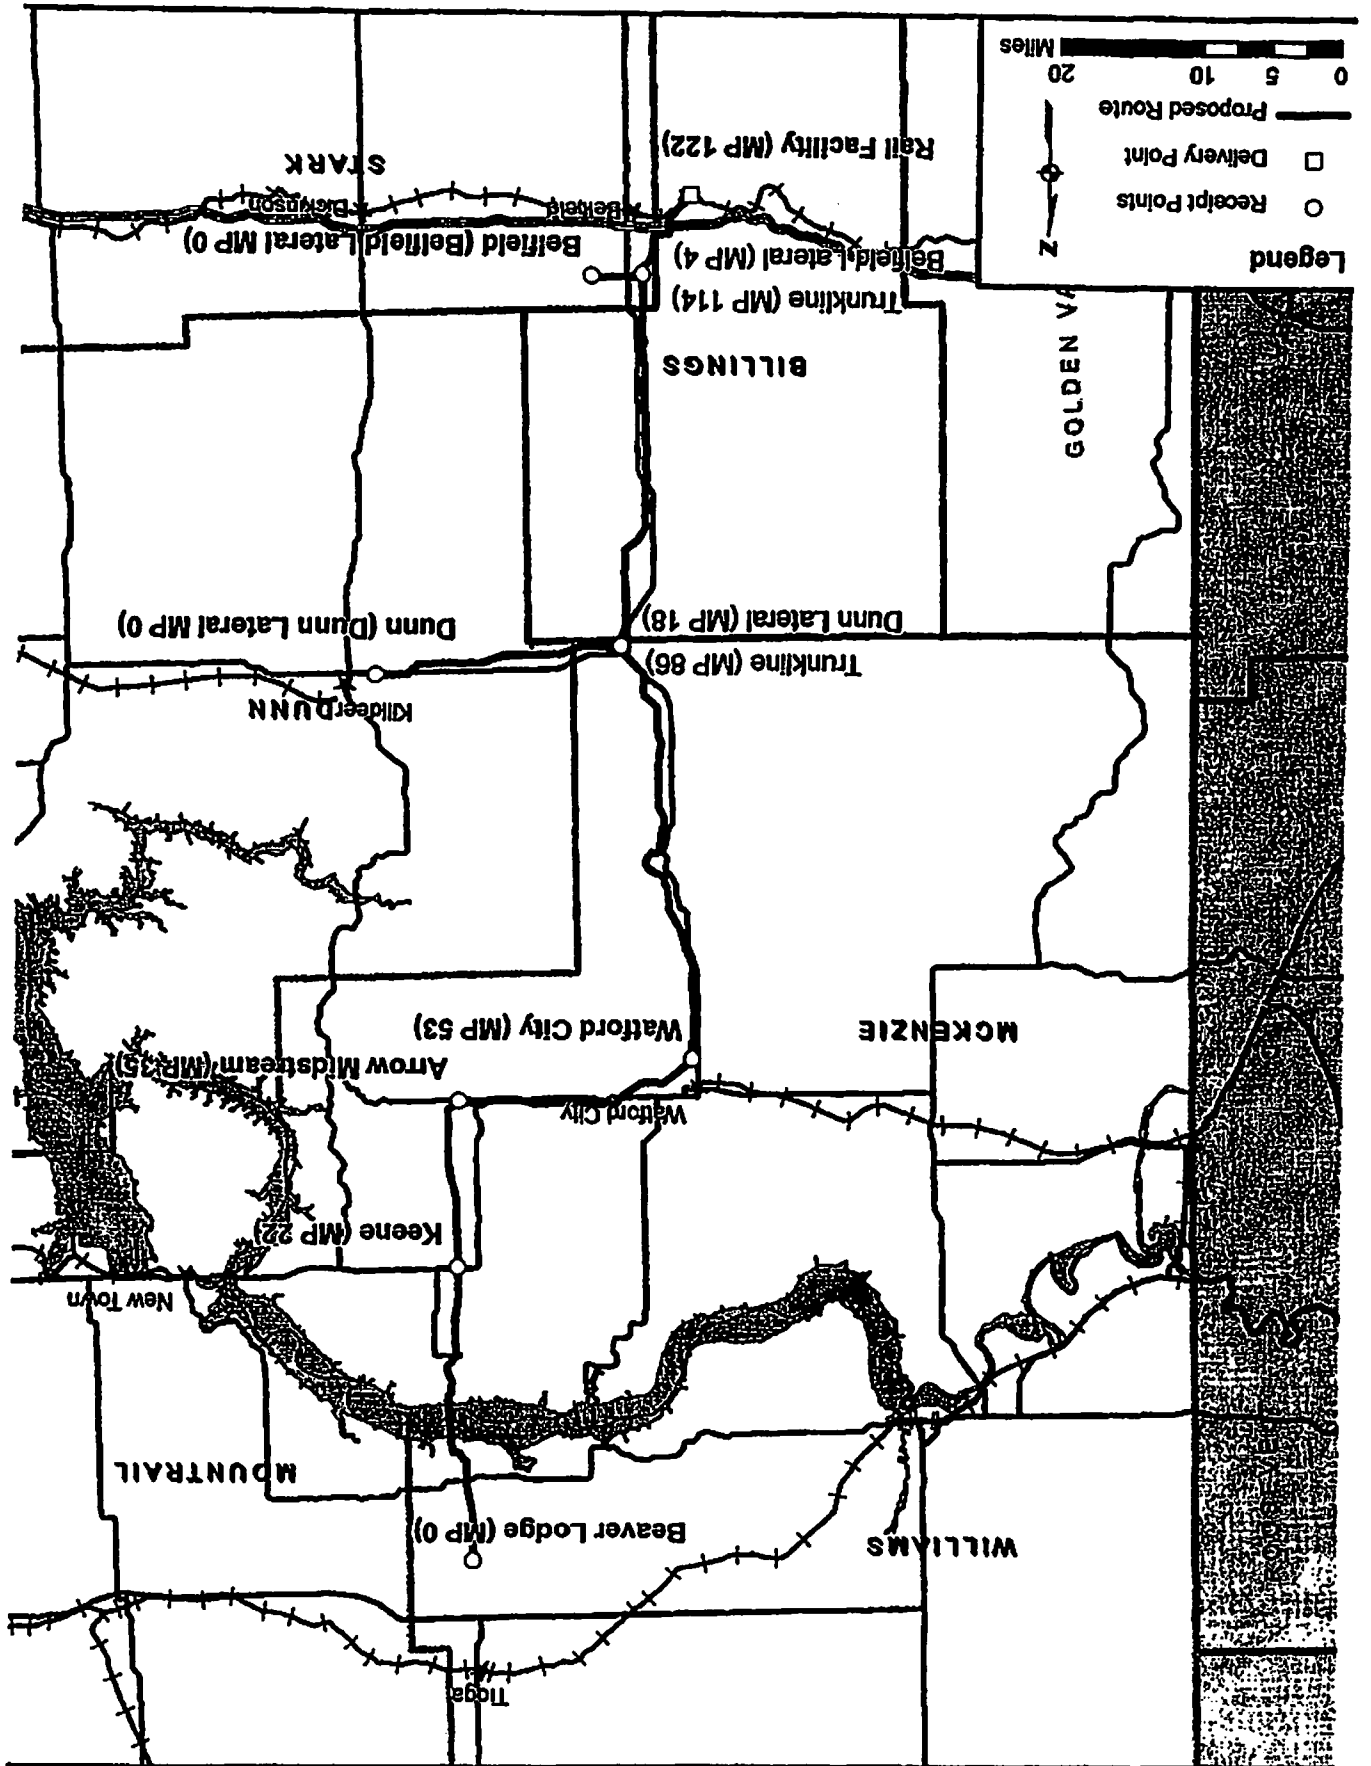 Tioga
WILLIAMS
Beaver Lodge (MP 0)
MOUNTRAIL
New Town
Keene (MP 22)
Watford City
Arrow Midstream (MP 35)
MCKENZIE
Watford City (MP 53)
Killdeer
DUNN
Trunkline (MP 86)
Dunn Lateral (MP 18)
Dunn (Dunn Lateral MP 0)
GOLDEN VA
BILLINGS
Trunkline (MP 114)
Belfield Lateral (MP 4)
Belfield (Belfield Lateral MP 0)
Belfield
Dickinson
STARK
Rail Facility (MP 122)
Legend
Receipt Points
Delivery Point
Proposed Route
N
0 5 10 20
Miles